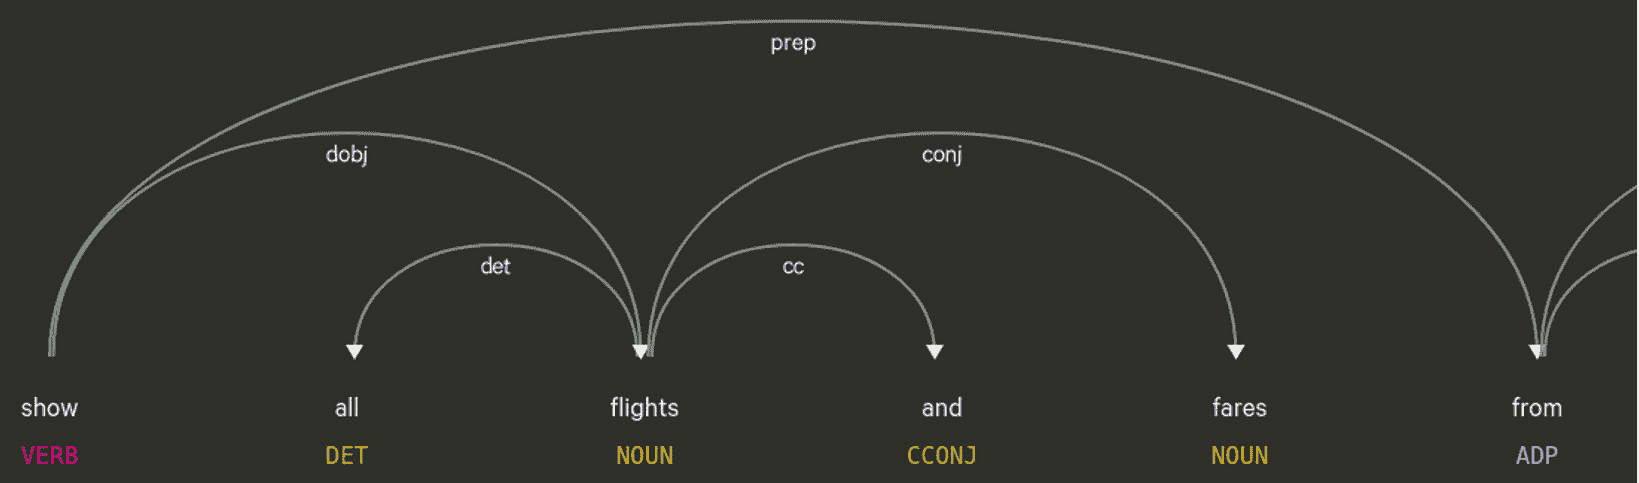 prep
dobj conj
det cc
show all flights and fares from
VERB DET NOUN CCONJ NOUN ADP